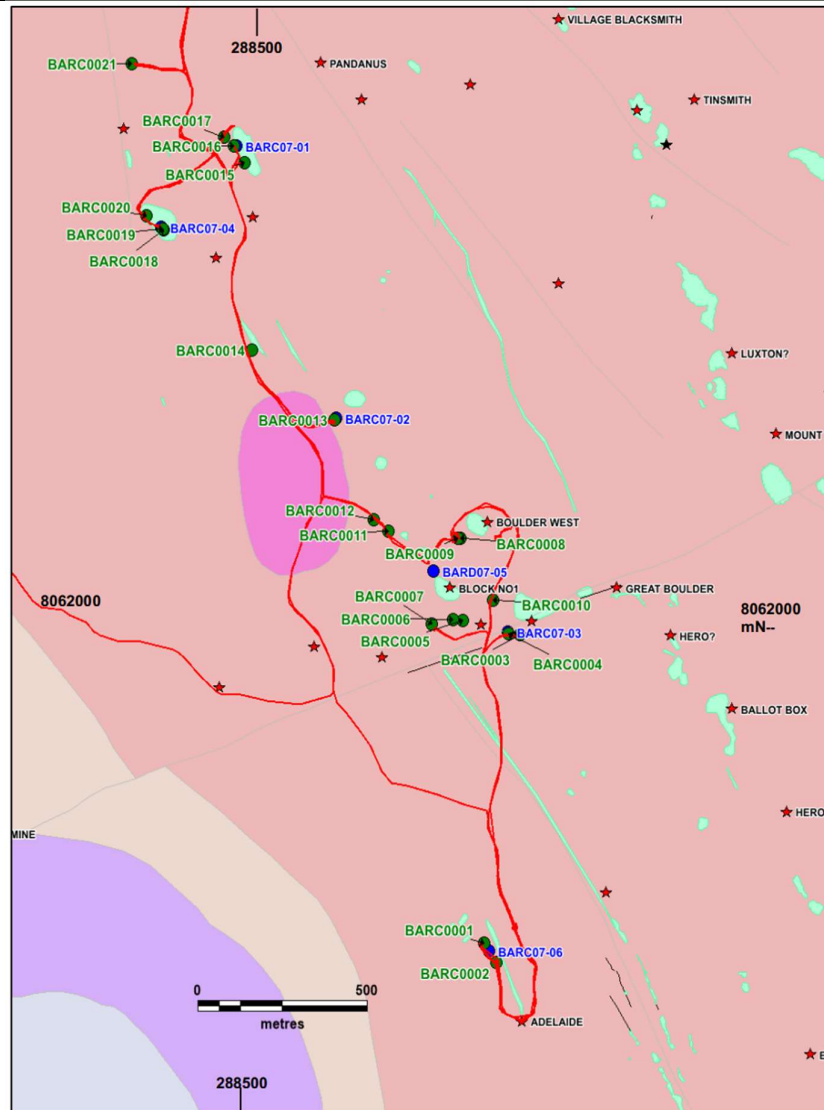 VILLAGE BLACKSMITH
288500
BARC0021
PANDANUS
TINSMITH
BARC0017
BARC0016
BARC07-01
BARC0015
BARC0020
BARC0019
BARC07-04
BARC0018
BARC0014
LUXTON?
BARC0013
BARC07-02
MOUNT
BARC0012
BARC0011
BOULDER WEST
BARC0009
BARC0008
BARD07-05
BLOCK NO1
GREAT BOULDER
8062000
BARC0007
BARC0010
8062000
mN--
BARC0006
BARC0005
BARC07-03
HERO?
BARC0003
BARC0004
BALLOT BOX
HERO
MINE
BARC0001
BARC07-06
BARC0002
0
500
metres
ADELAIDE
288500